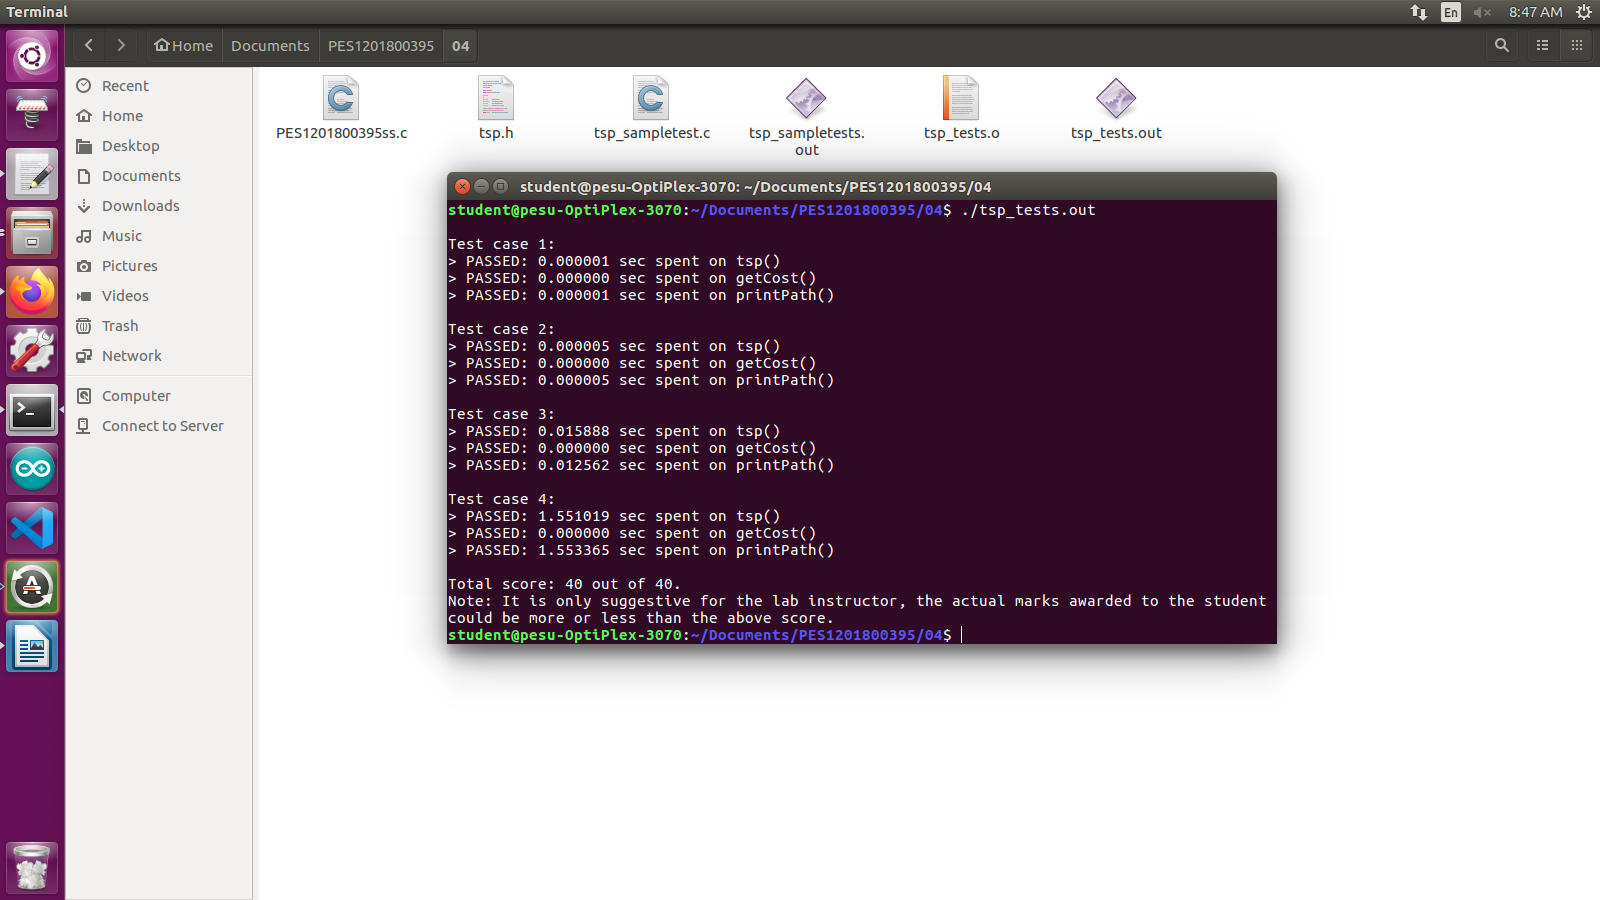 Terminal
En
8:47 AM
Home Documents PES1201800395 04
Recent
Home
Desktop
Documents
Downloads
Music
Pictures
Videos
Trash
Network
Computer
Connect to Server
PES1201800395ss.c
tsp.h
tsp_sampletest.c
tsp_sampletests.
out
tsp_tests.o
tsp_tests.out
student@pesu-OptiPlex-3070: ~/Documents/PES1201800395/04
student@pesu-OptiPlex-3070:~/Documents/PES1201800395/04$ ./tsp_tests.out
Test case 1:
> PASSED: 0.000001 sec spent on tsp()
> PASSED: 0.000000 sec spent on getCost()
> PASSED: 0.000001 sec spent on printPath()
Test case 2:
> PASSED: 0.000005 sec spent on tsp()
> PASSED: 0.000000 sec spent on getCost()
> PASSED: 0.000005 sec spent on printPath()
Test case 3:
> PASSED: 0.015888 sec spent on tsp()
> PASSED: 0.000000 sec spent on getCost()
> PASSED: 0.012562 sec spent on printPath()
Test case 4:
> PASSED: 1.551019 sec spent on tsp()
> PASSED: 0.000000 sec spent on getCost()
> PASSED: 1.553365 sec spent on printPath()
Total score: 40 out of 40.
Note: It is only suggestive for the lab instructor, the actual marks awarded to the student
could be more or less than the above score.
student@pesu-OptiPlex-3070:~/Documents/PES1201800395/04$